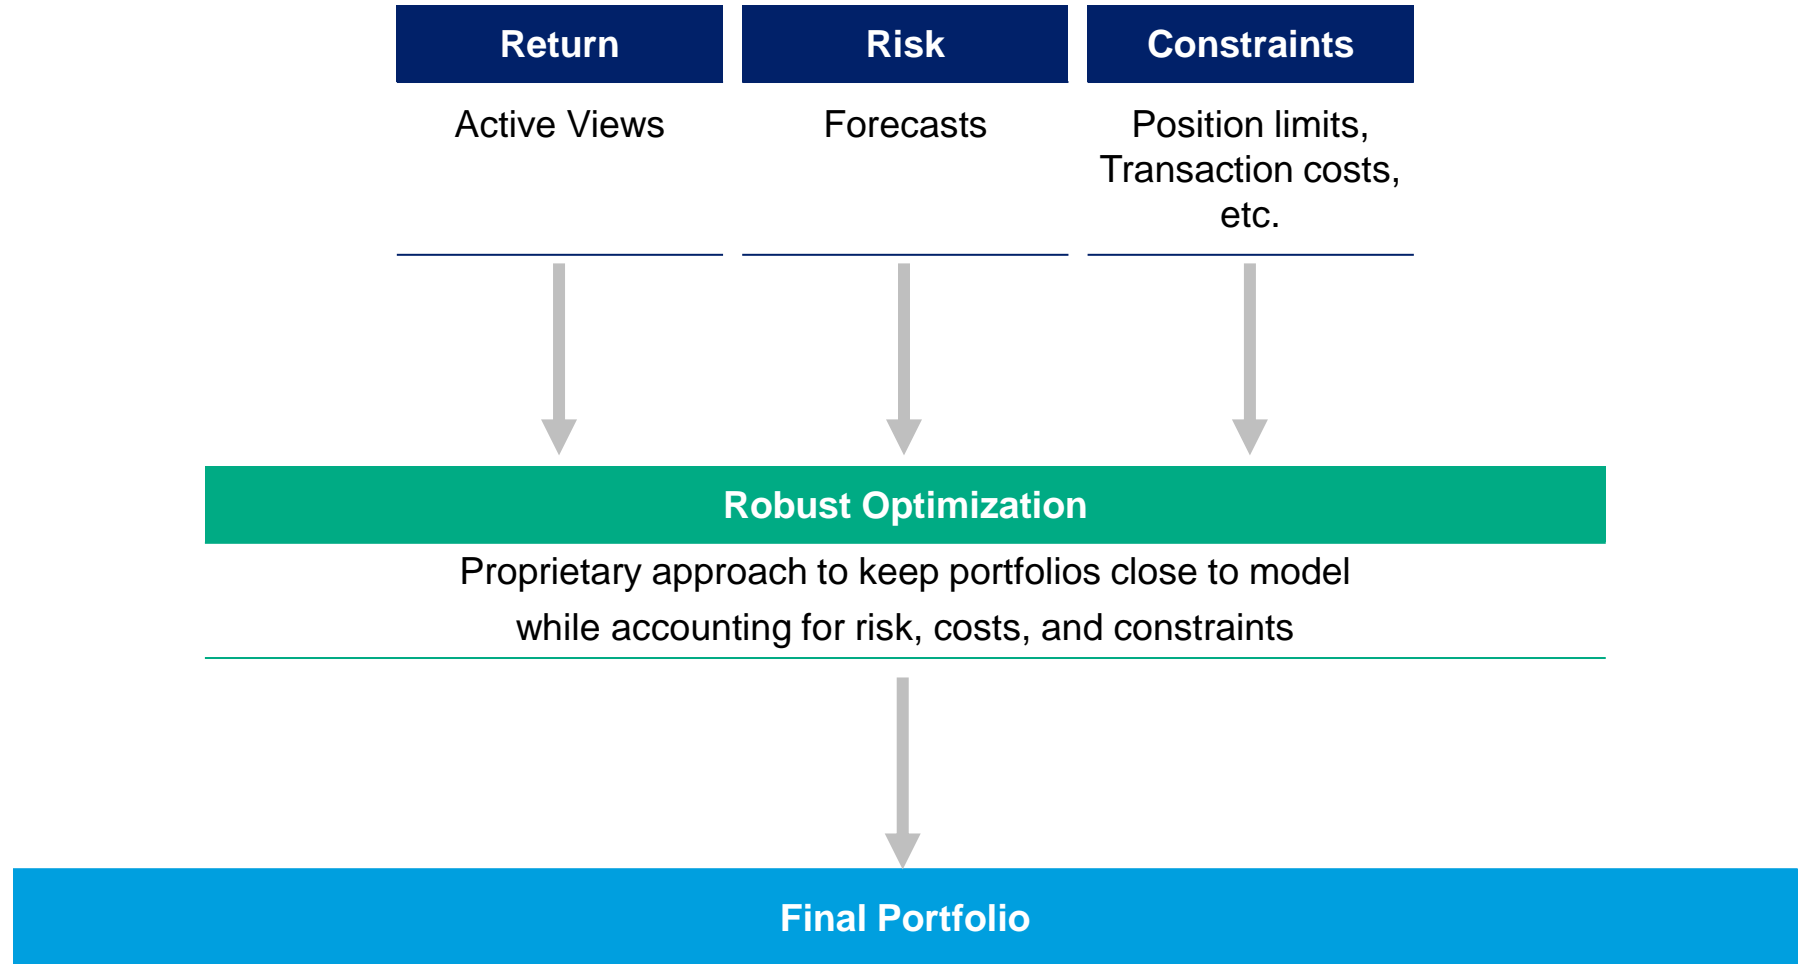 Return
Risk
Constraints
Active Views
Forecasts
Position limits,
Transaction costs,
etc.
Robust Optimization
Proprietary approach to keep portfolios close to model
while accounting for risk, costs, and constraints
Final Portfolio